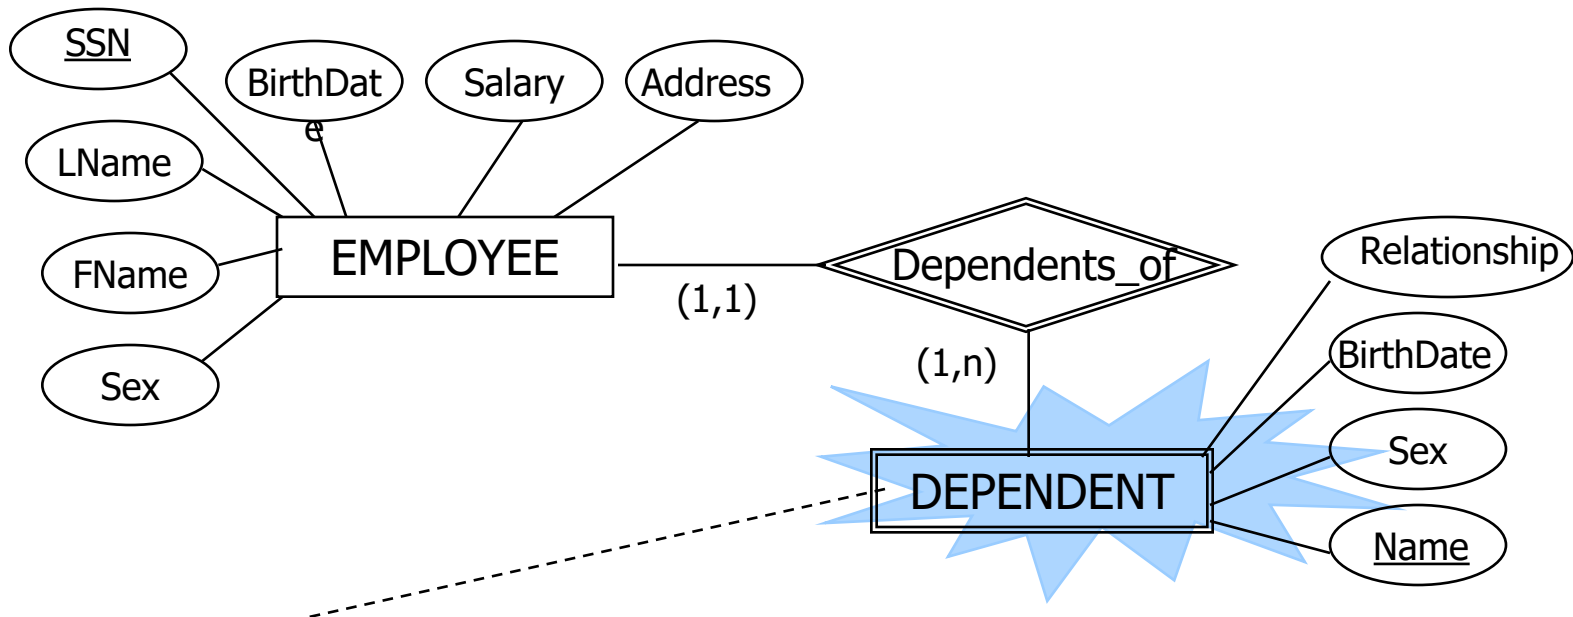 SSN
BirthDat
e
Salary
Address
LName
FName
Sex
EMPLOYEE
(1,1)
Dependents_of
(1,n)
Relationship
BirthDate
Sex
Name
DEPENDENT